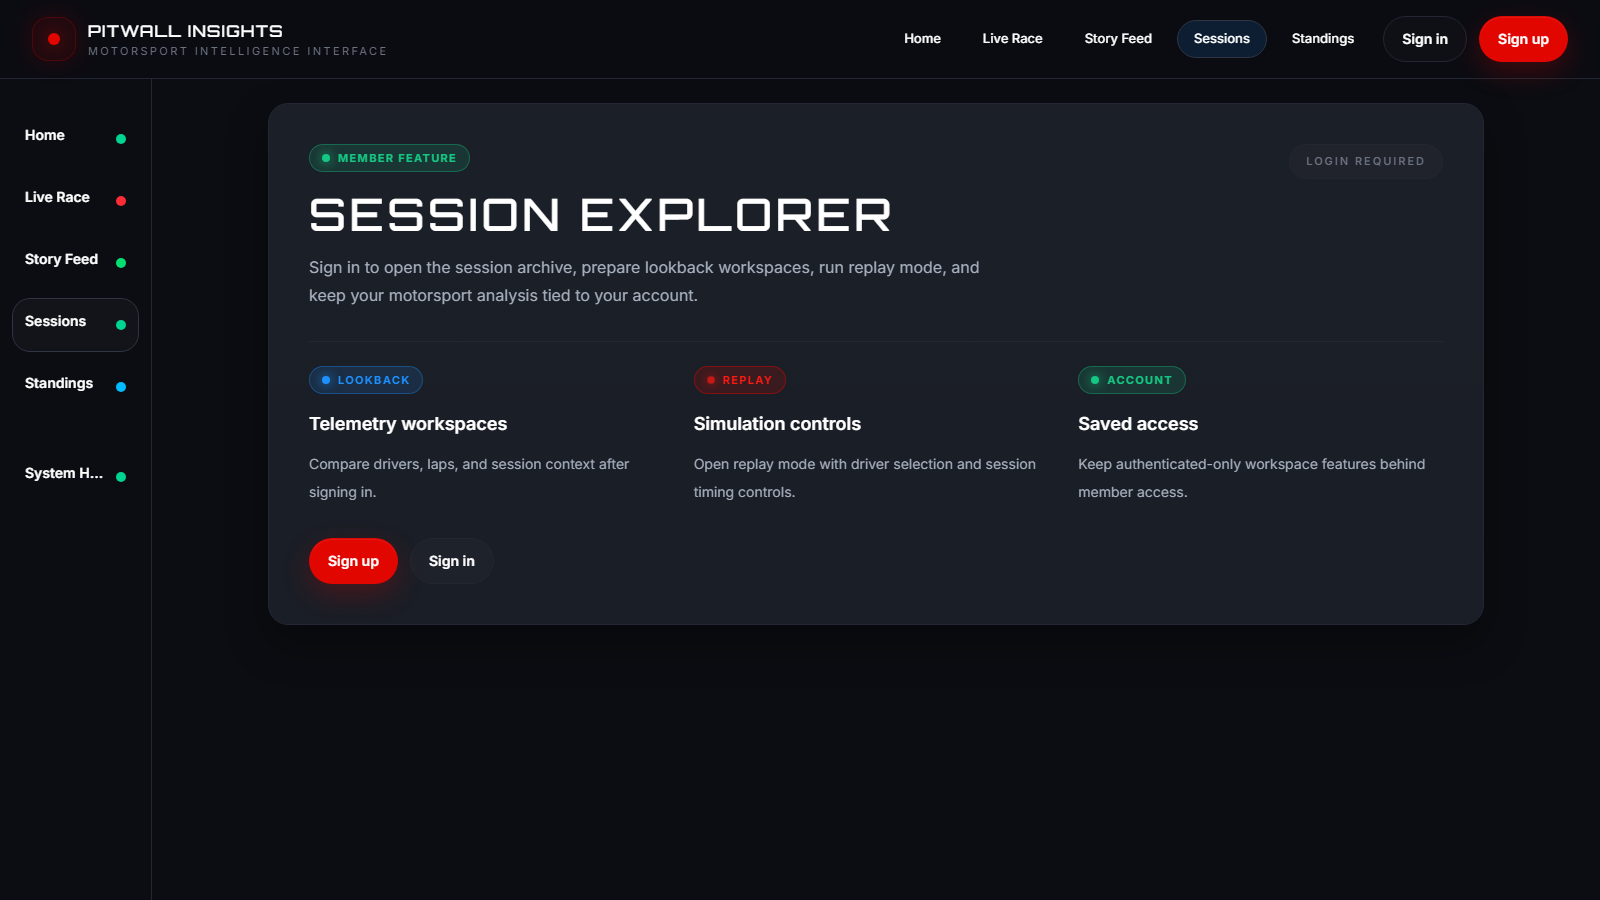 PITWALL INSIGHTS
MOTORSPORT INTELLIGENCE INTERFACE
Home
Live Race
Story Feed
Sessions
Standings
Sign in
Sign up
Home
Live Race
Story Feed
Sessions
Standings
System H...
MEMBER FEATURE
LOGIN REQUIRED
SESSION EXPLORER
Sign in to open the session archive, prepare lookback workspaces, run replay mode, and
keep your motorsport analysis tied to your account.
LOOKBACK
Telemetry workspaces
Compare drivers, laps, and session context after
signing in.
REPLAY
Simulation controls
Open replay mode with driver selection and session
timing controls.
ACCOUNT
Saved access
Keep authenticated-only workspace features behind
member access.
Sign up
Sign in